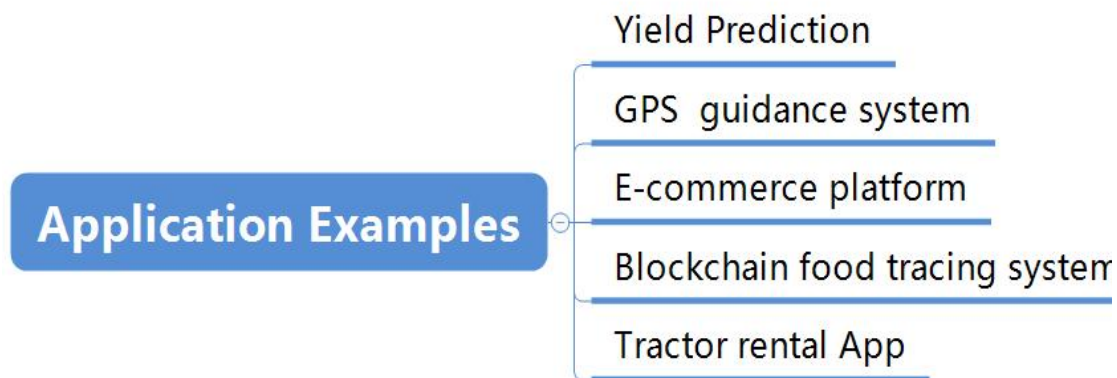 Yield Prediction
GPS guidance system
E-commerce platform
Application Examples
Blockchain food tracing system
Tractor rental App